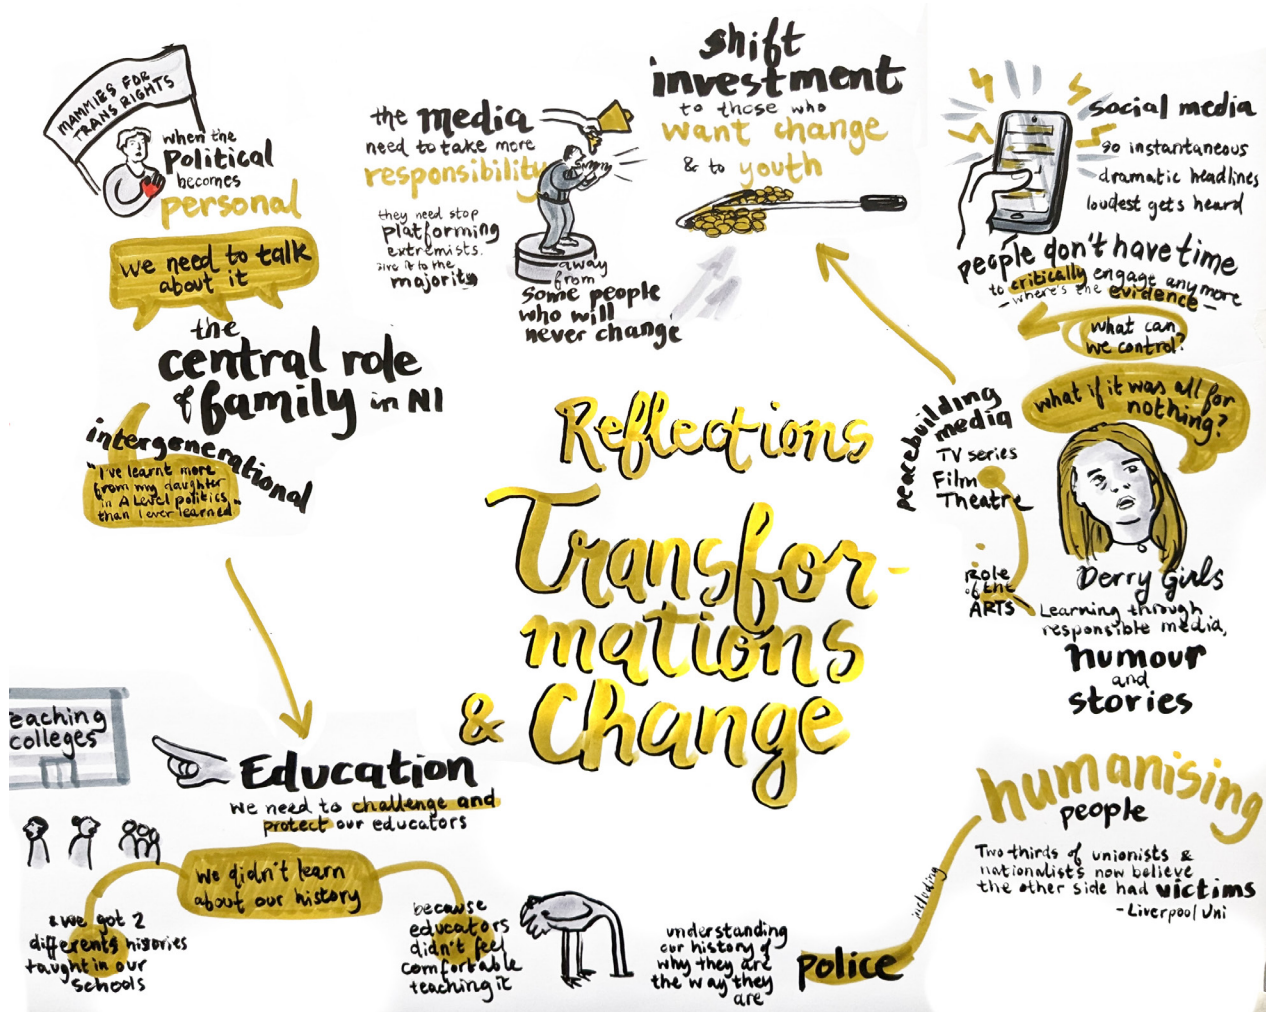 MAMMIES FOR
TRANS RIGHTS
when the
political
becomes
personal
we need to talk
about it
the
central role
of family in NI
intergenerational
"I've learnt more
from my daughter
in A Level politics,
than I ever learned"
the media
need to take more
responsibility
they need stop
platforming
extremists.
Give it to the
majority
away
from
some people
who will
never change
shift
investment
to those who
want change
& to youth
social media
so instantaneous
dramatic headlines
loudest gets heard
people don't have time
to critically engage anymore
- where's the evidence -
what can
we control?
what if it was all for
nothing?
peacebuilding
media
TV series
Film
Theatre
Role
of the
ARTS
Derry Girls
Learning through
responsible media,
humour
and
stories
Reflections
Transfor-
mations
& Change
eaching
colleges
Education
we need to challenge and
protect our educators
we didn't learn
about our history
& we got 2
differents histories
taught in our
schools
because
educators
didn't feel
comfortable
teaching it
understanding
our history &
why they are
the way they
are
police
including
humanising
people
Two thirds of unionists &
nationalists now believe
the other side had victims
- Liverpool Uni